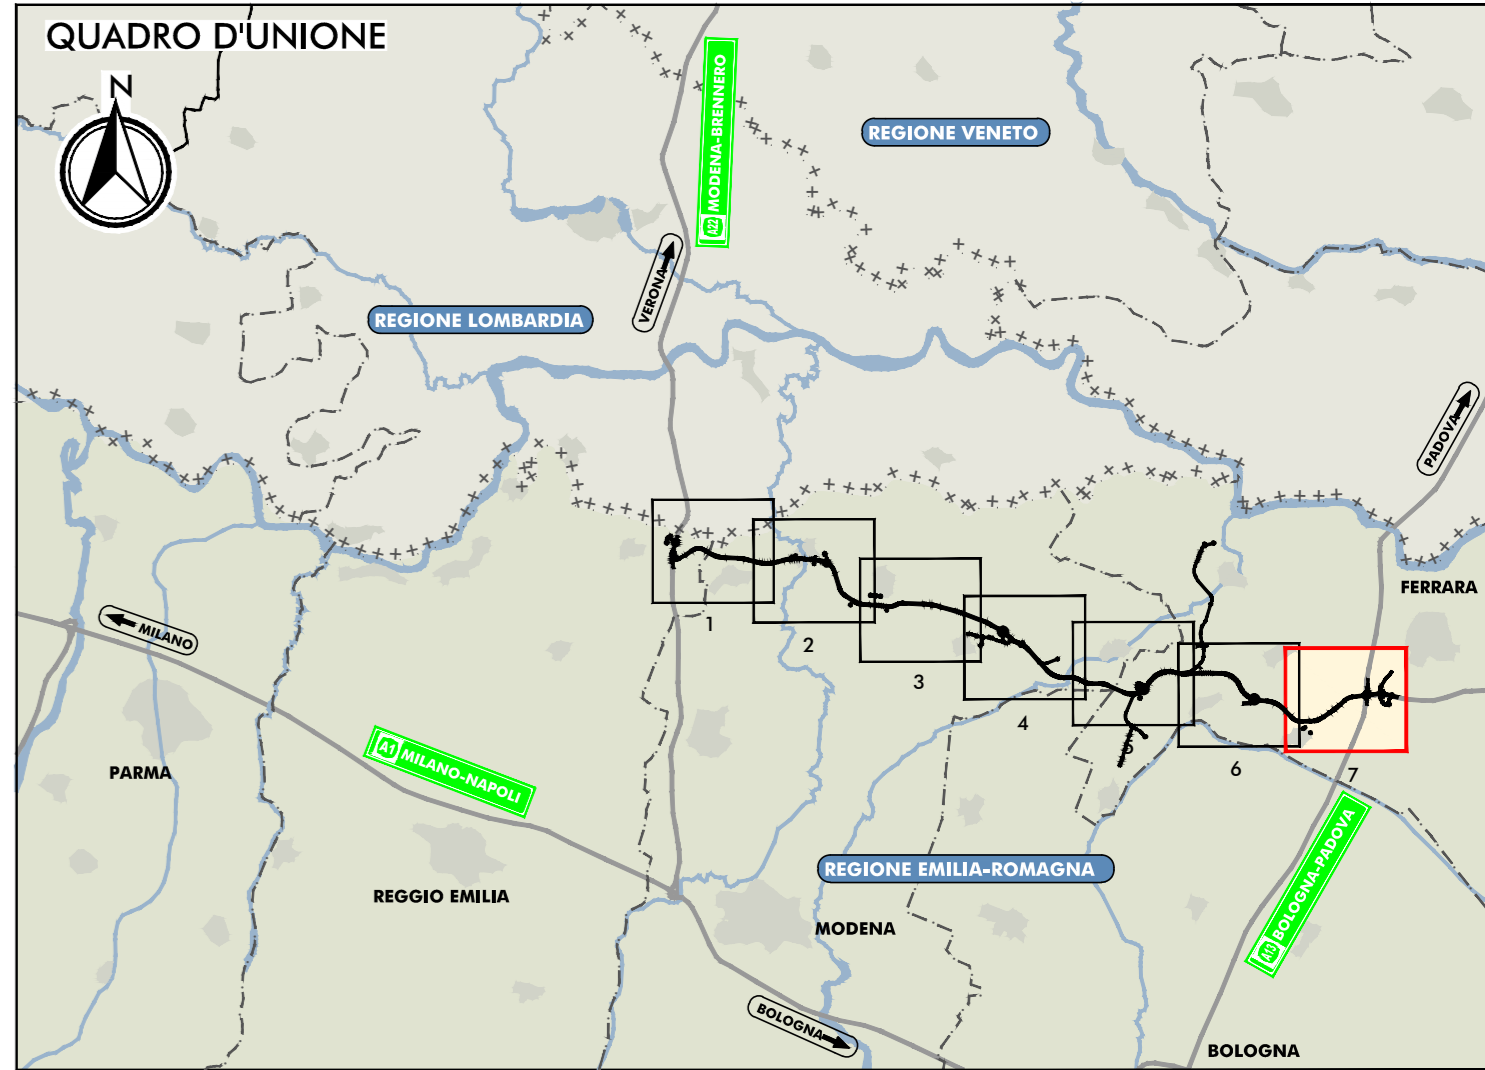 QUADRO D'UNIONE
N
A22 MODENA-BRENNERO
REGIONE VENETO
VERONA
REGIONE LOMBARDIA
PADOVA
FERRARA
MILANO
1
1
2
3
4
5
6
7
A1 MILANO-NAPOLI
PARMA
REGGIO EMILIA
REGIONE EMILIA-ROMAGNA
MODENA
A13 BOLOGNA-PADOVA
BOLOGNA
BOLOGNA